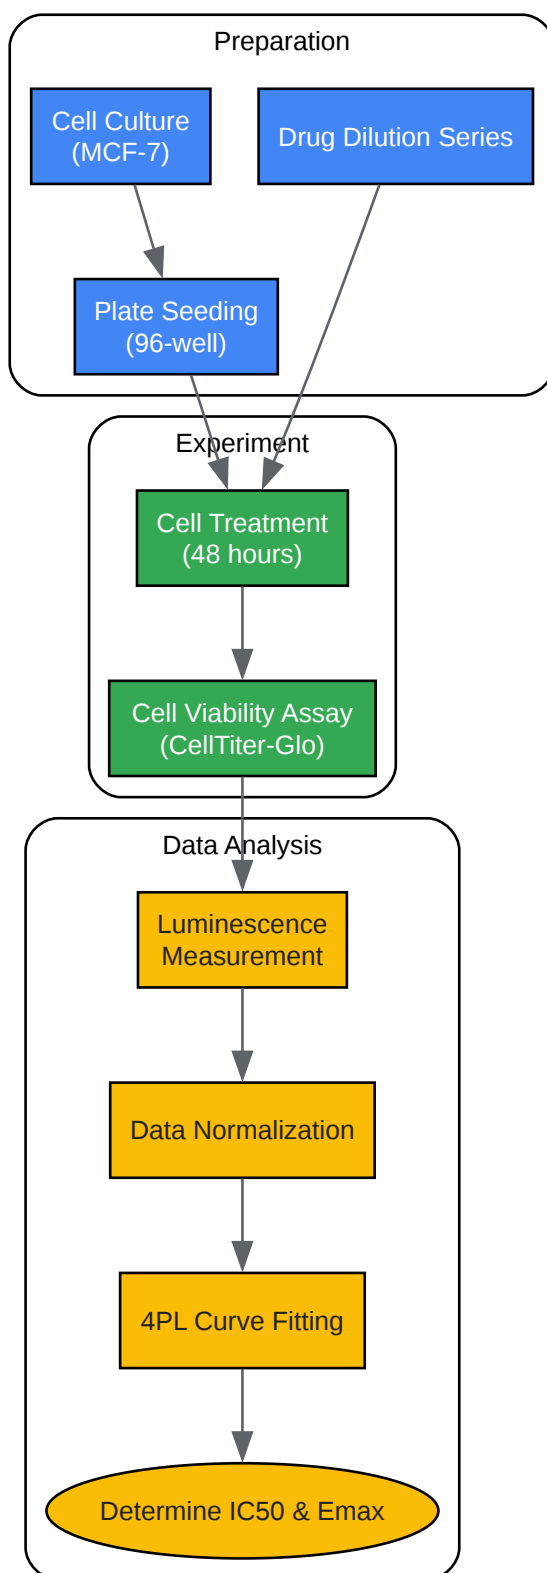 Preparation
Cell Culture
(MCF-7)
Drug Dilution Series
Plate Seeding
(96-well)
Experiment
Cell Treatment
(48 hours)
Cell Viability Assay
(CellTiter-Glo)
Data Analysis
Luminescence
Measurement
Data Normalization
4PL Curve Fitting
Determine IC50 & Emax